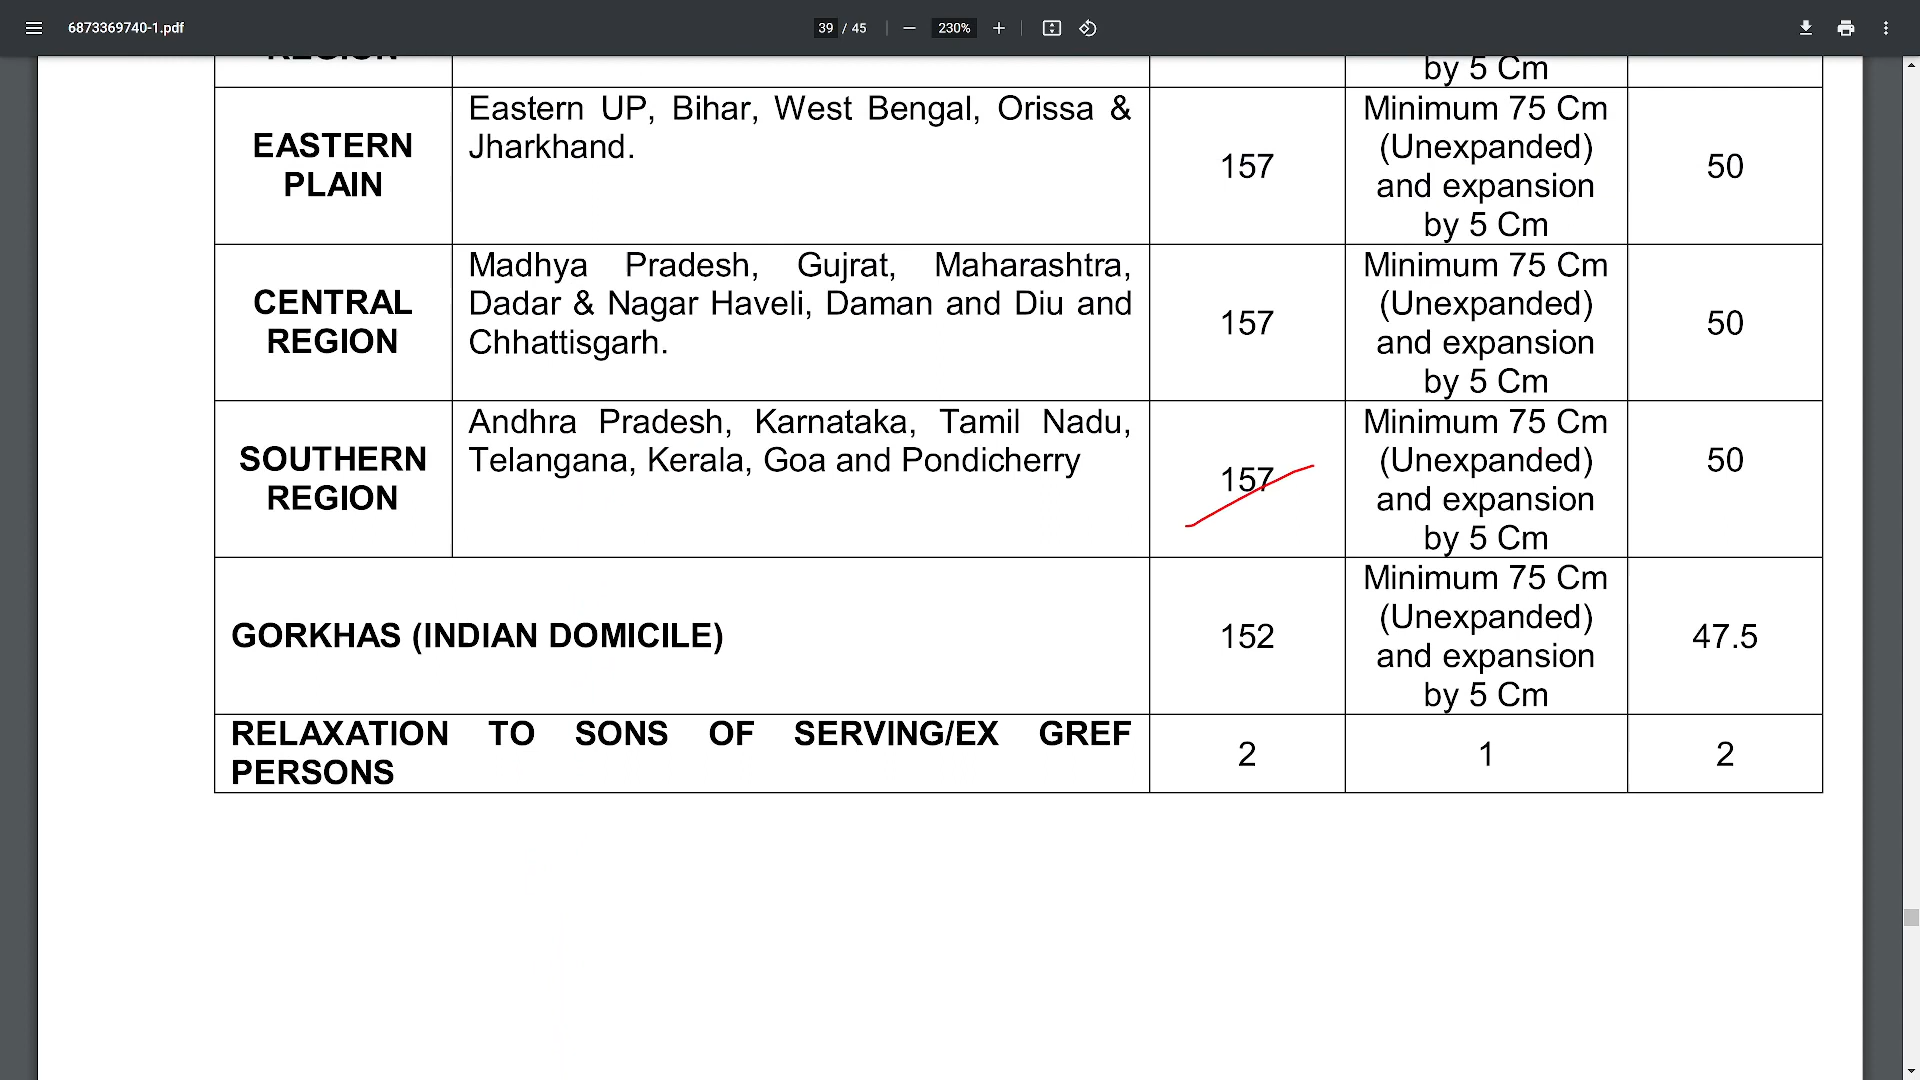 6873369740-1.pdf
39 / 45
230%
REGION
by 5 Cm
EASTERN
PLAIN
Eastern UP, Bihar, West Bengal, Orissa &
Jharkhand.
157
Minimum 75 Cm
(Unexpanded)
and expansion
by 5 Cm
50
CENTRAL
REGION
Madhya Pradesh, Gujrat, Maharashtra,
Dadar & Nagar Haveli, Daman and Diu and
Chhattisgarh.
157
Minimum 75 Cm
(Unexpanded)
and expansion
by 5 Cm
50
SOUTHERN
REGION
Andhra Pradesh, Karnataka, Tamil Nadu,
Telangana, Kerala, Goa and Pondicherry
157
Minimum 75 Cm
(Unexpanded)
and expansion
by 5 Cm
50
GORKHAS (INDIAN DOMICILE)
152
Minimum 75 Cm
(Unexpanded)
and expansion
by 5 Cm
47.5
RELAXATION TO SONS OF SERVING/EX GREF
PERSONS
2
1
2